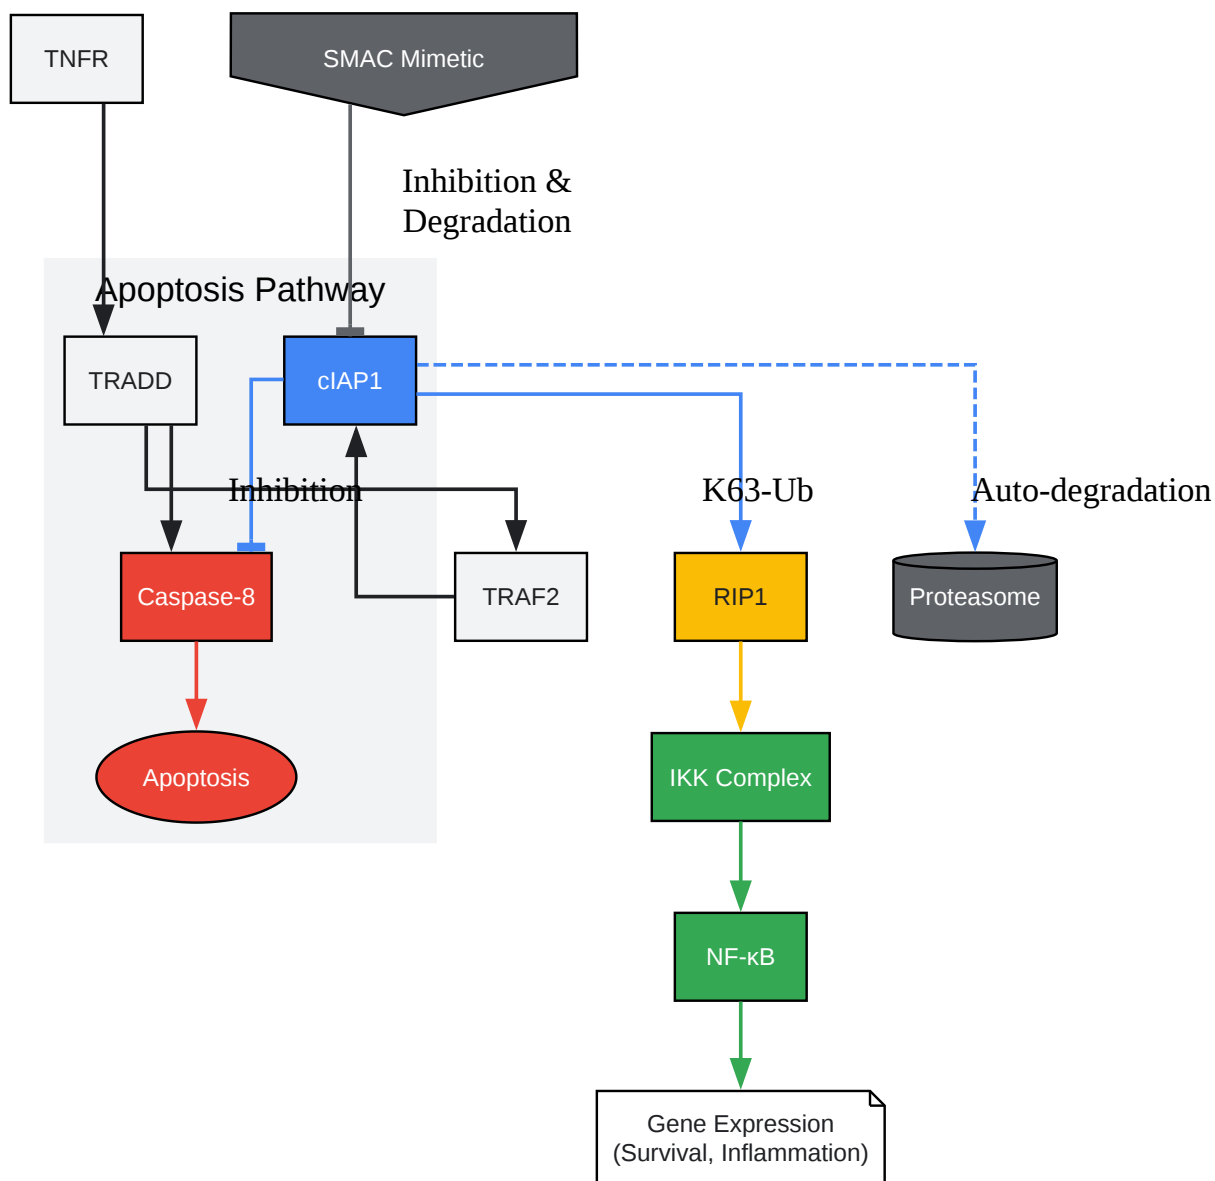 TNFR
SMAC Mimetic
Inhibition &
Degradation
Apoptosis Pathway
TRADD
cIAP1
Inhibition
K63-Ub
Auto-degradation
Caspase-8
TRAF2
RIP1
Proteasome
Apoptosis
IKK Complex
NF-κB
Gene Expression
(Survival, Inflammation)